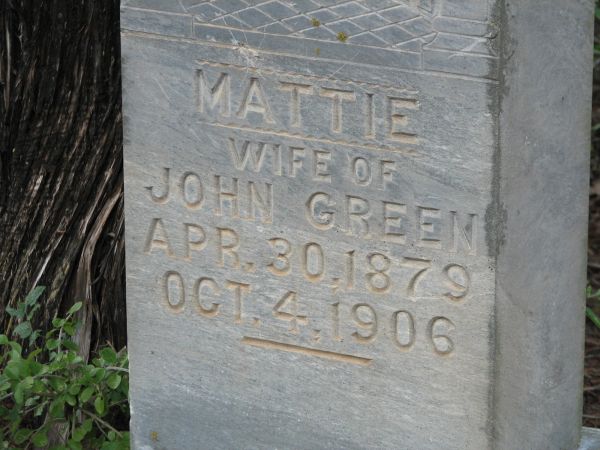 MATTIE
WIFE OF
JOHN GREEN
APR. 30, 1879
OCT. 4, 1906